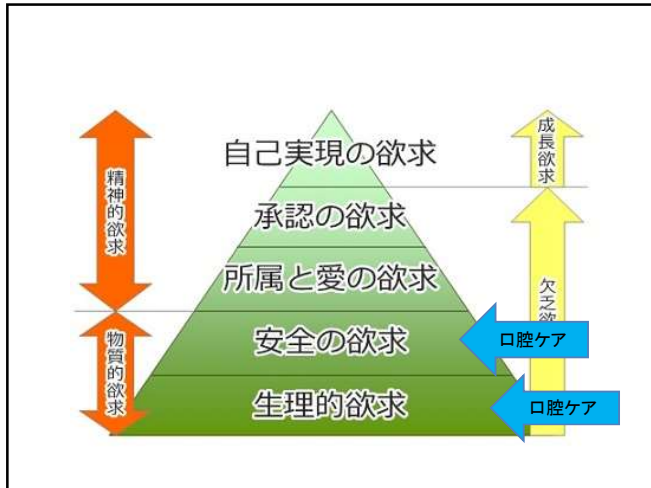 自己実現の欲求
承認の欲求
所属と愛の欲求
安全の欲求
生理的欲求
精神的欲求
物質的欲求
成長欲求
欠乏欲
口腔ケア
口腔ケア